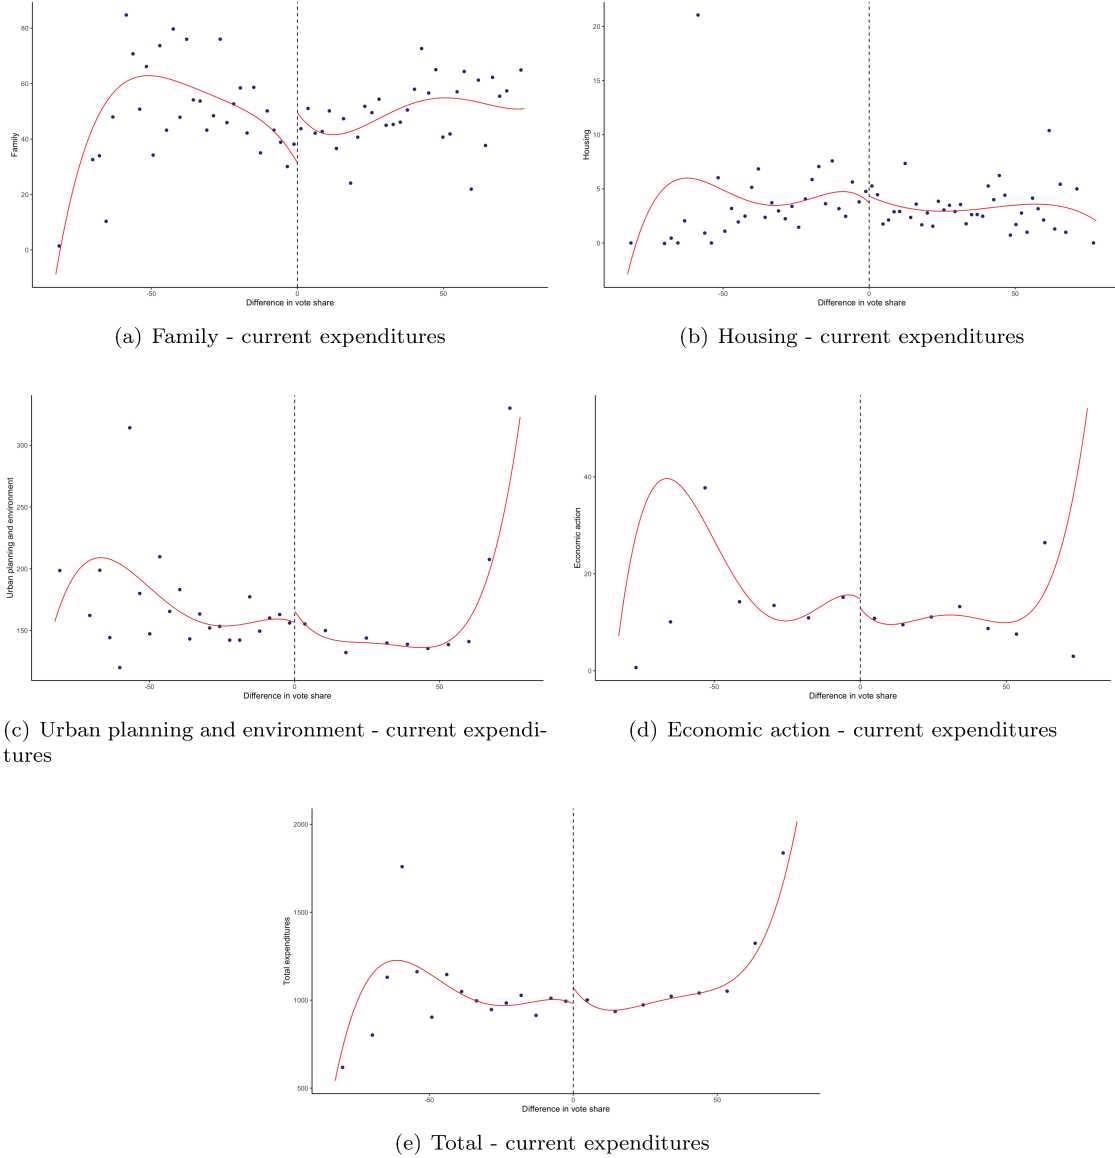 80
60
40
20
0
Family
-50
0
50
Difference in vote share
(a) Family - current expenditures
20
15
10
5
0
Housing
-50
0
50
Difference in vote share
(b) Housing - current expenditures
300
250
200
150
Urban planning and environment
-50
0
50
Difference in vote share
(c) Urban planning and environment - current expendi-
tures
40
20
0
Economic action
-50
0
50
Difference in vote share
(d) Economic action - current expenditures
2000
1500
1000
500
Total expenditures
-50
0
50
Difference in vote share
(e) Total - current expenditures